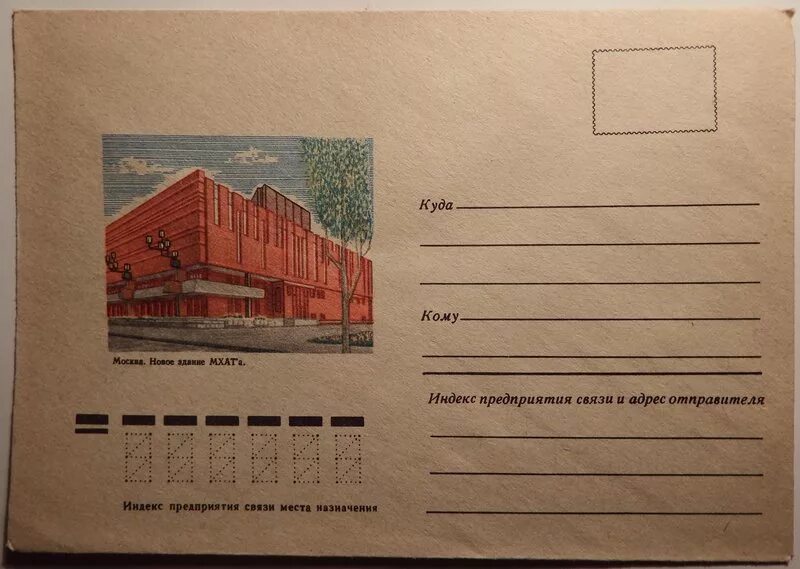 Куда
Кому
Индекс предприятия связи и адрес отправителя
Москва. Новое здание МХАТ'а.
Индекс предприятия связи места назначения